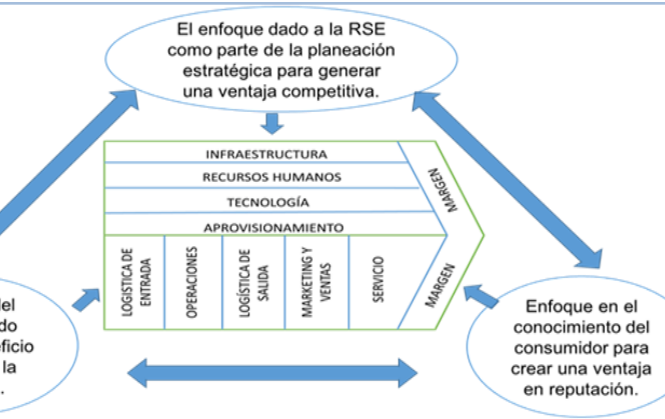 El enfoque dado a la RSE
como parte de la planeación
estratégica para generar
una ventaja competitiva.
INFRAESTRUCTURA
RECURSOS HUMANOS
TECNOLOGÍA
APROVISIONAMIENTO
MARGEN
LOGISTICA DE
ENTRADA
OPERACIONES
LOGÍSTICA DE
SALIDA
MARKETING Y
VENTAS
SERVICIO
MARGEN
la
.
Enfoque en el
conocimiento del
consumidor para
crear una ventaja
en reputación.